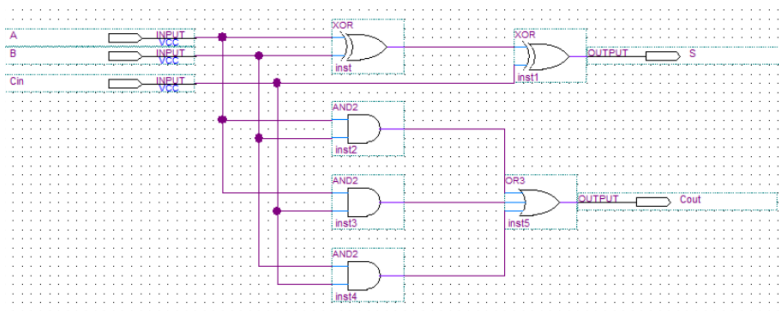 A INPUT VCC
B INPUT VCC
Cin INPUT VCC
XOR
inst
XOR
inst1
OUTPUT S
AND2
inst2
AND2
inst3
OR3
inst5
OUTPUT Cout
AND2
inst4